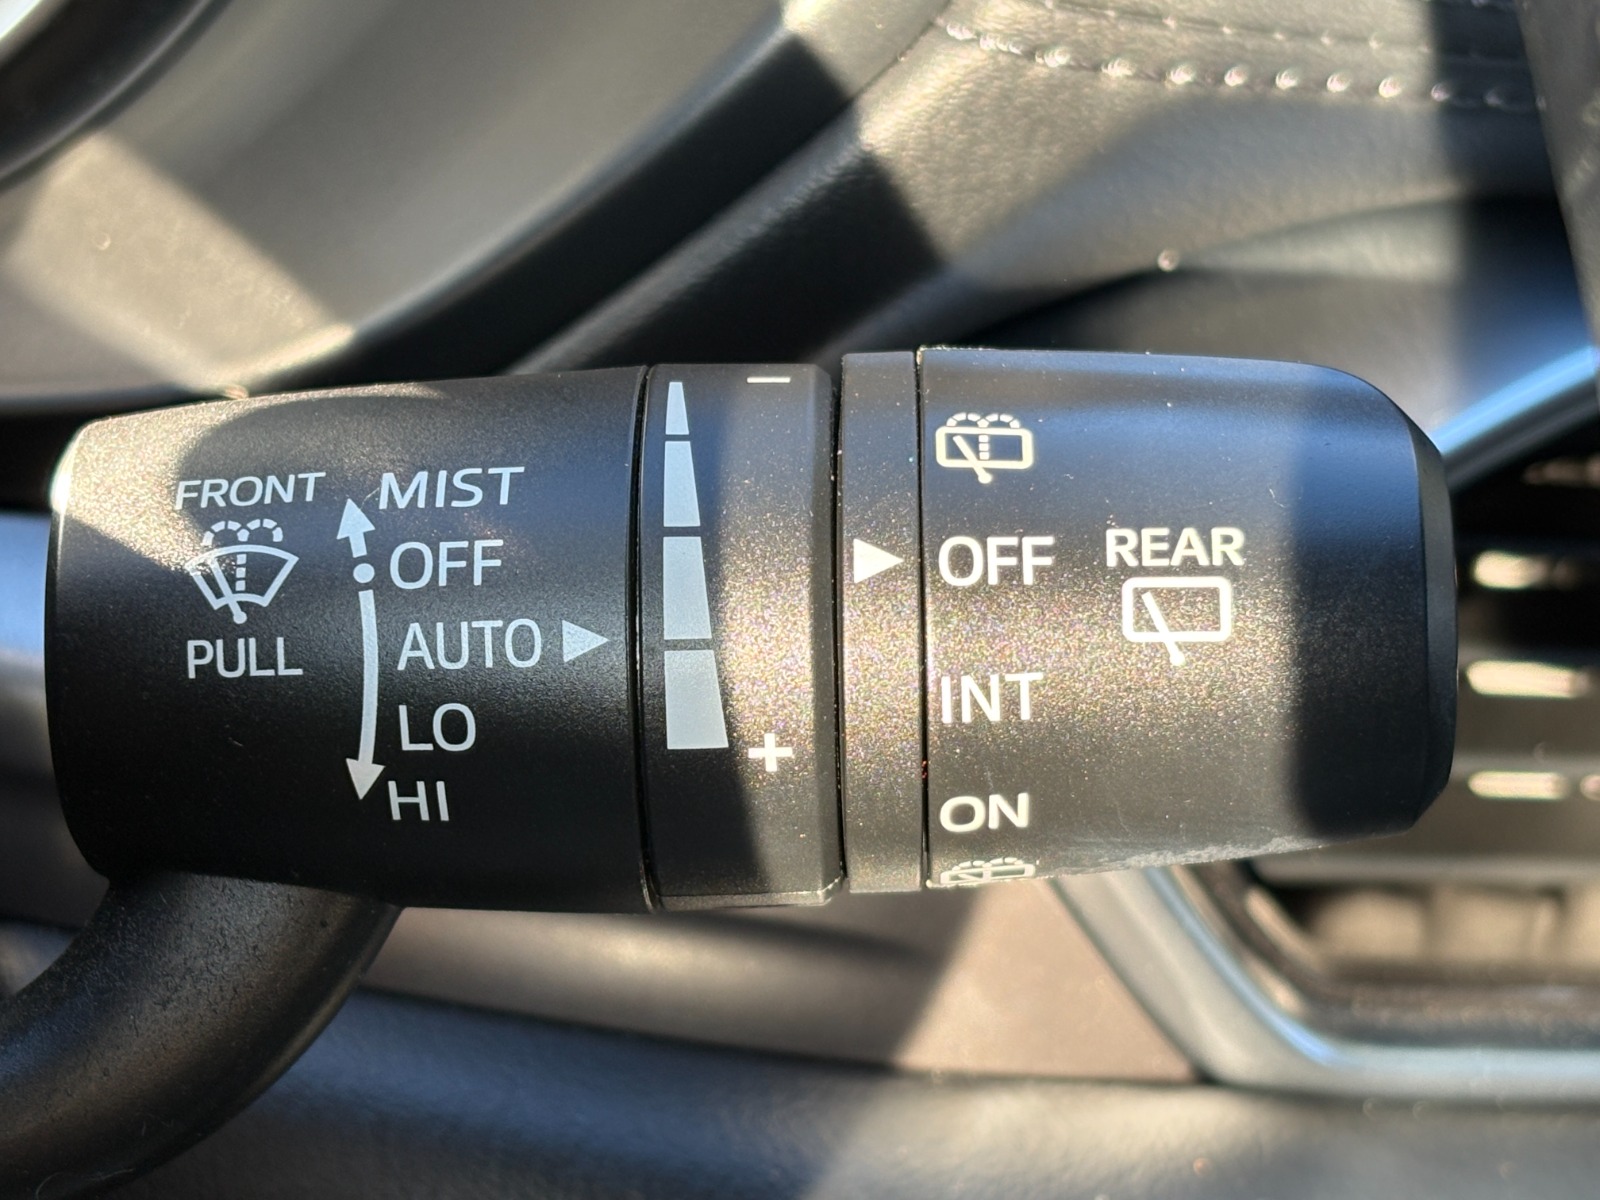 FRONT
PULL
MIST
OFF
AUTO
LO
HI
−
+
OFF
INT
ON
REAR